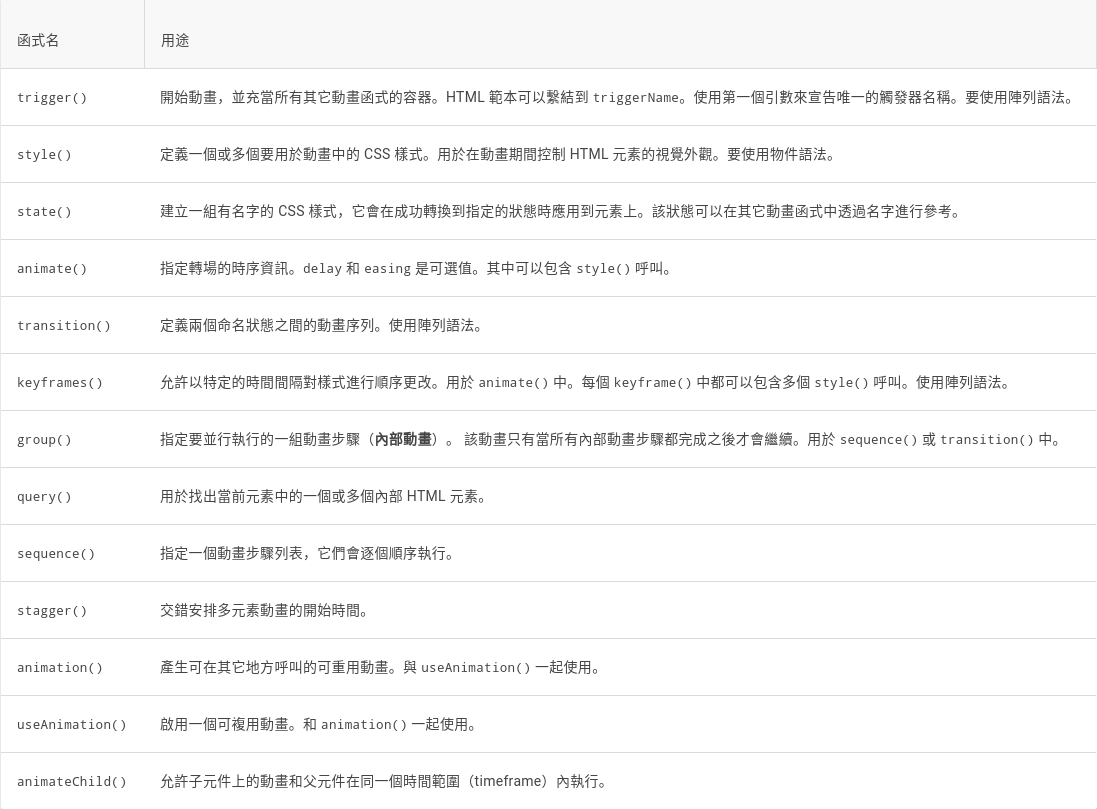 函式名 用途
trigger() 開始動畫，並充當所有其它動畫函式的容器。HTML 範本可以繫結到 triggerName。使用第一個引數來宣告唯一的觸發器名稱。要使用陣列語法。
style() 定義一個或多個要用於動畫中的 CSS 樣式。用於在動畫期間控制 HTML 元素的視覺外觀。要使用物件語法。
state() 建立一組有名字的 CSS 樣式，它會在成功轉換到指定的狀態時應用到元素上。該狀態可以在其它動畫函式中透過名字進行參考。
animate() 指定轉場的時序資訊。delay 和 easing 是可選值。其中可以包含 style() 呼叫。
transition() 定義兩個命名狀態之間的動畫序列。使用陣列語法。
keyframes() 允許以特定的時間間隔對樣式進行順序更改。用於 animate() 中。每個 keyframe() 中都可以包含多個 style() 呼叫。使用陣列語法。
group() 指定要並行執行的一組動畫步驟（內部動畫）。 該動畫只有當所有內部動畫步驟都完成之後才會繼續。用於 sequence() 或 transition() 中。
query() 用於找出當前元素中的一個或多個內部 HTML 元素。
sequence() 指定一個動畫步驟列表，它們會逐個順序執行。
stagger() 交錯安排多元素動畫的開始時間。
animation() 產生可在其它地方呼叫的可重用動畫。與 useAnimation() 一起使用。
useAnimation() 啟用一個可複用動畫。和 animation() 一起使用。
animateChild() 允許子元件上的動畫和父元件在同一個時間範圍（timeframe）內執行。